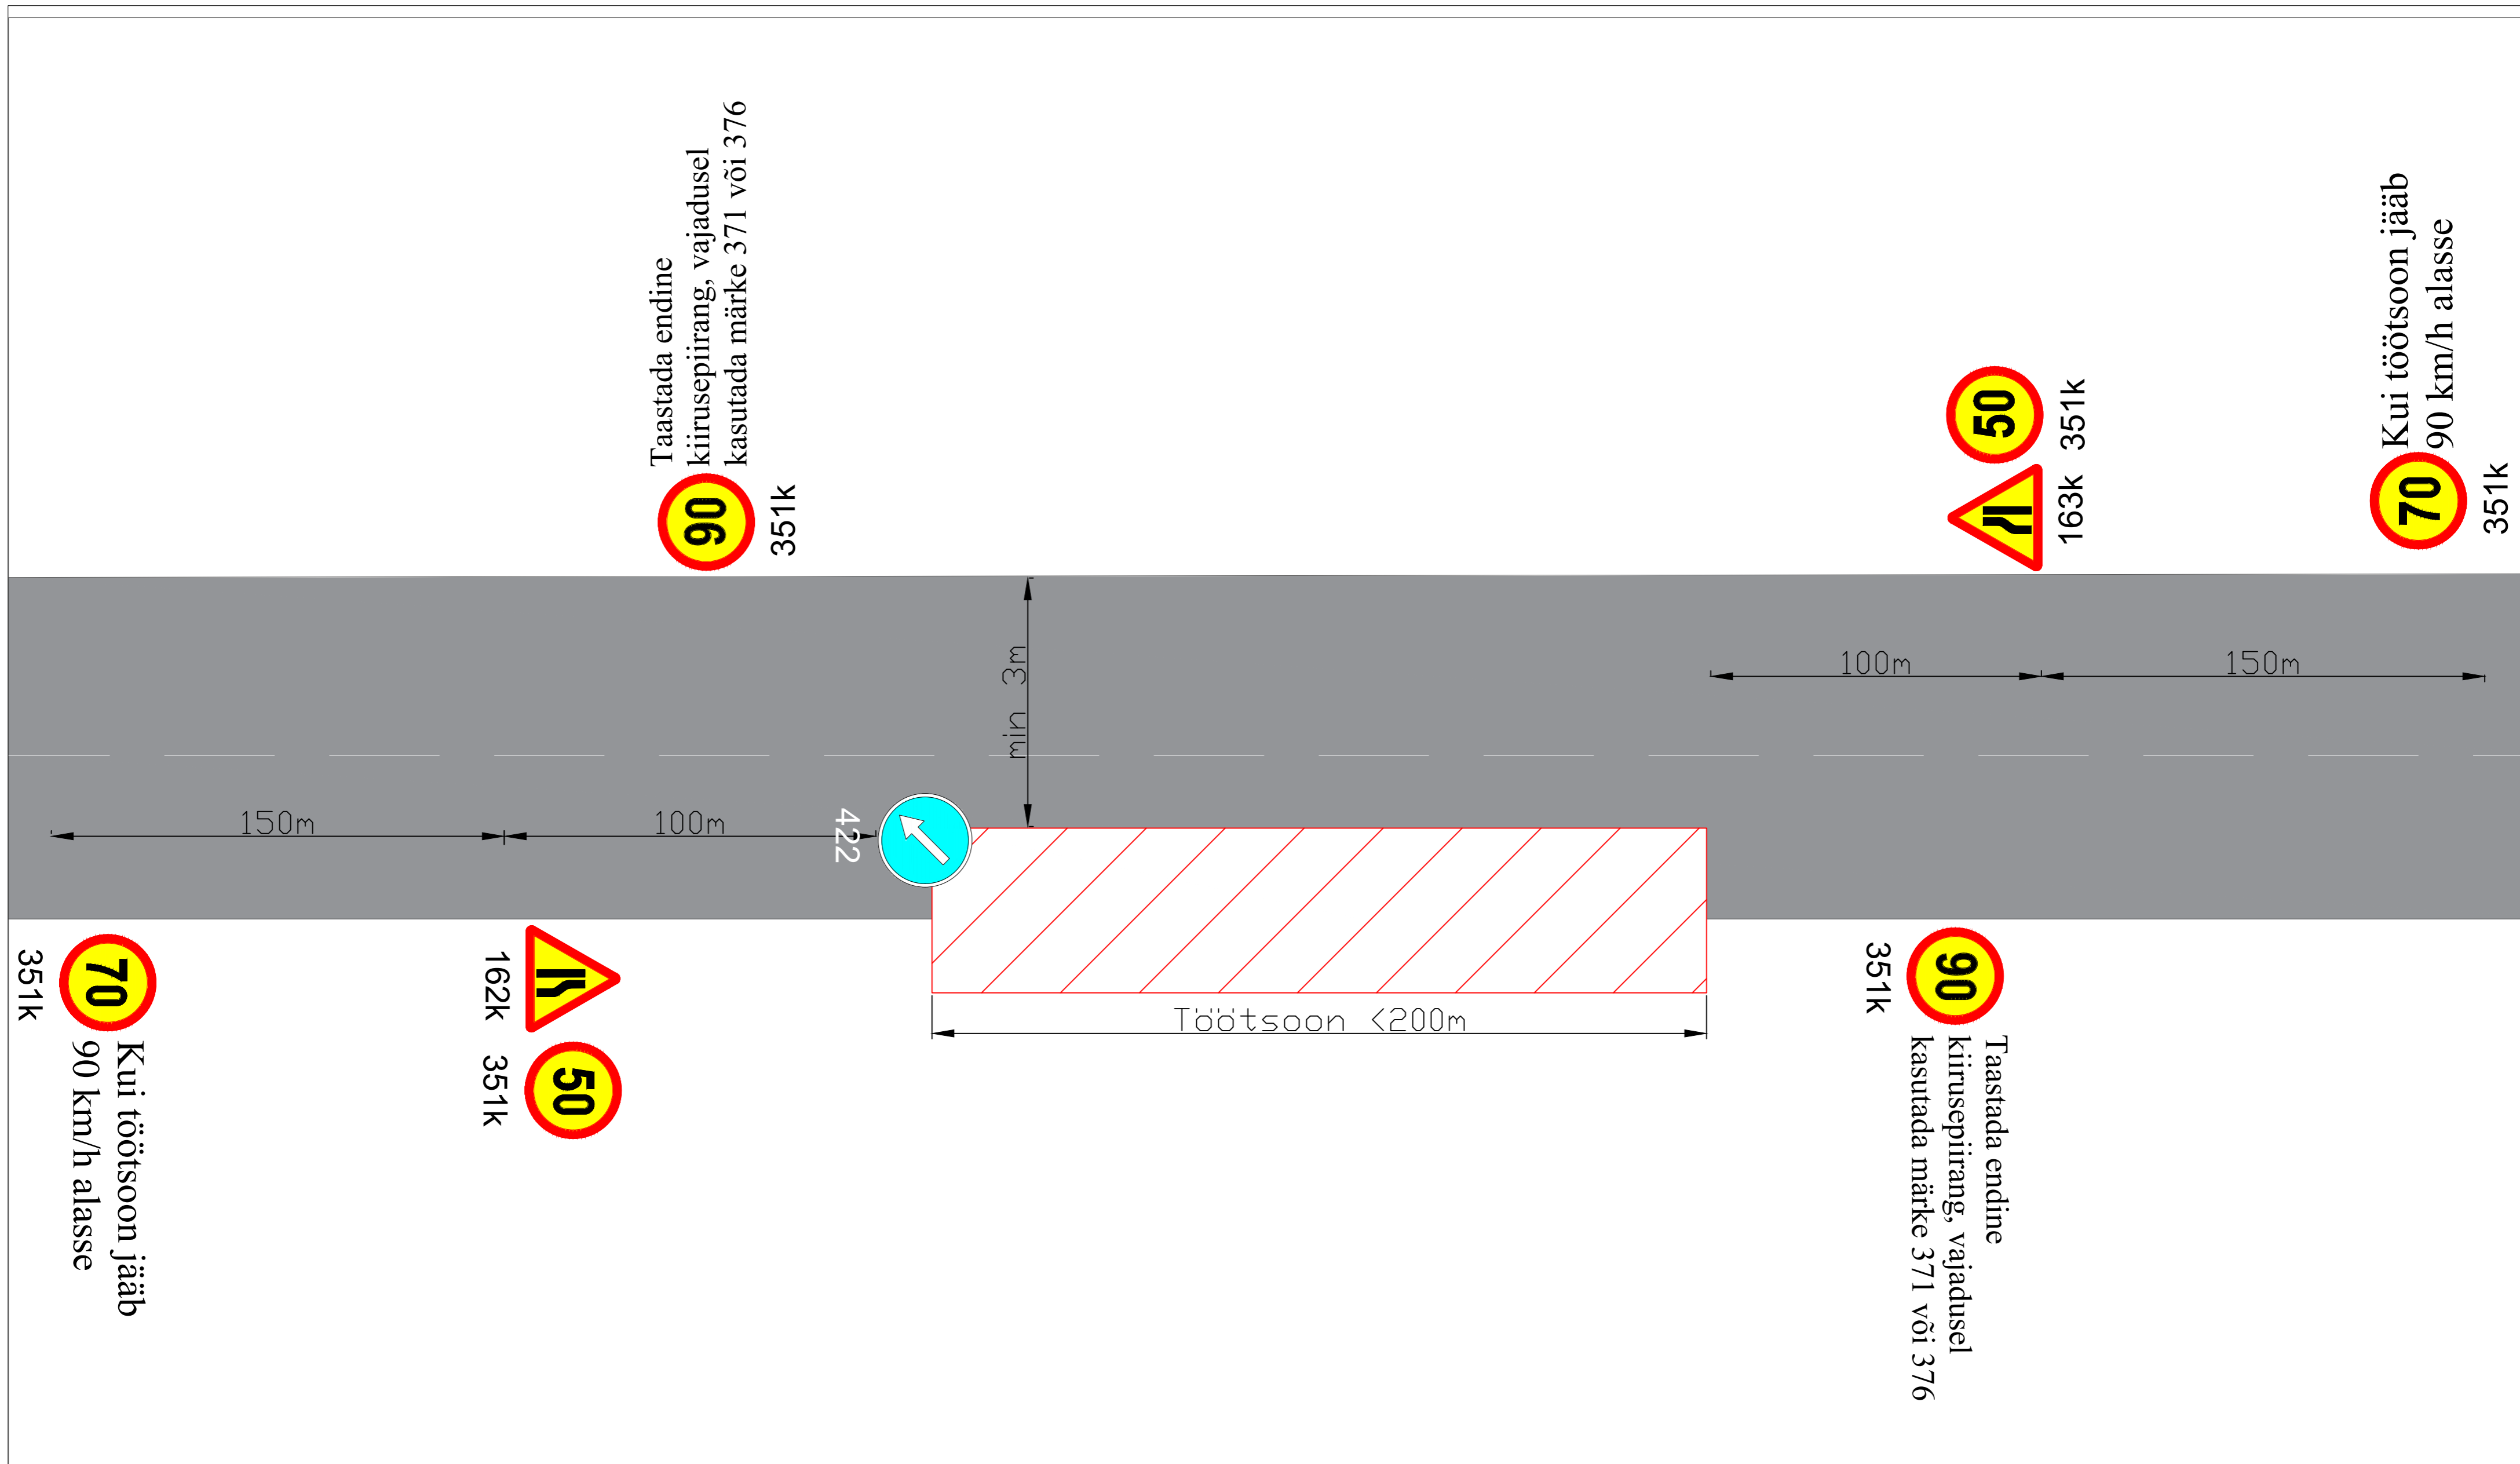 Taastada endine
kiirusepiirang, vajadusel
kasutada märke 371 või 376
90
351k
50
351k
163k
Kui töötsoon jääb
90 km/h alasse
70
351k
min 3m
100m
150m
150m
100m
422
Töötsoon <200m
351k
70
Kui töötsoon jääb
90 km/h alasse
162k
351k
50
351k
90
Taastada endine
kiirusepiirang, vajadusel
kasutada märke 371 või 376